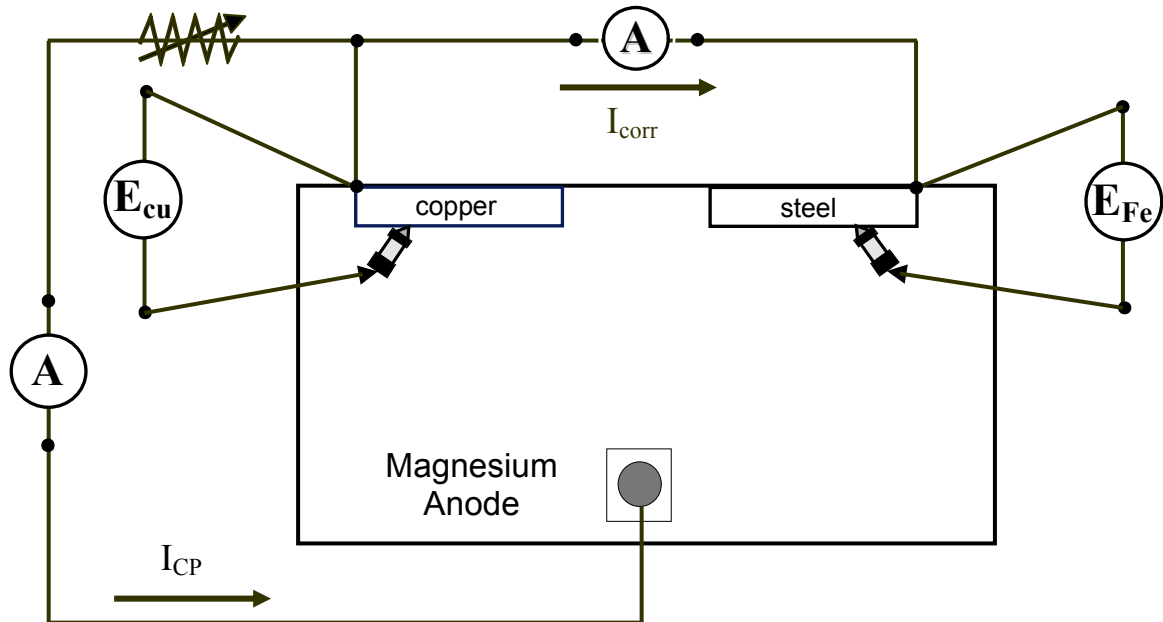 A
I_corr
E_cu
copper
steel
E_Fe
A
Magnesium
Anode
I_CP